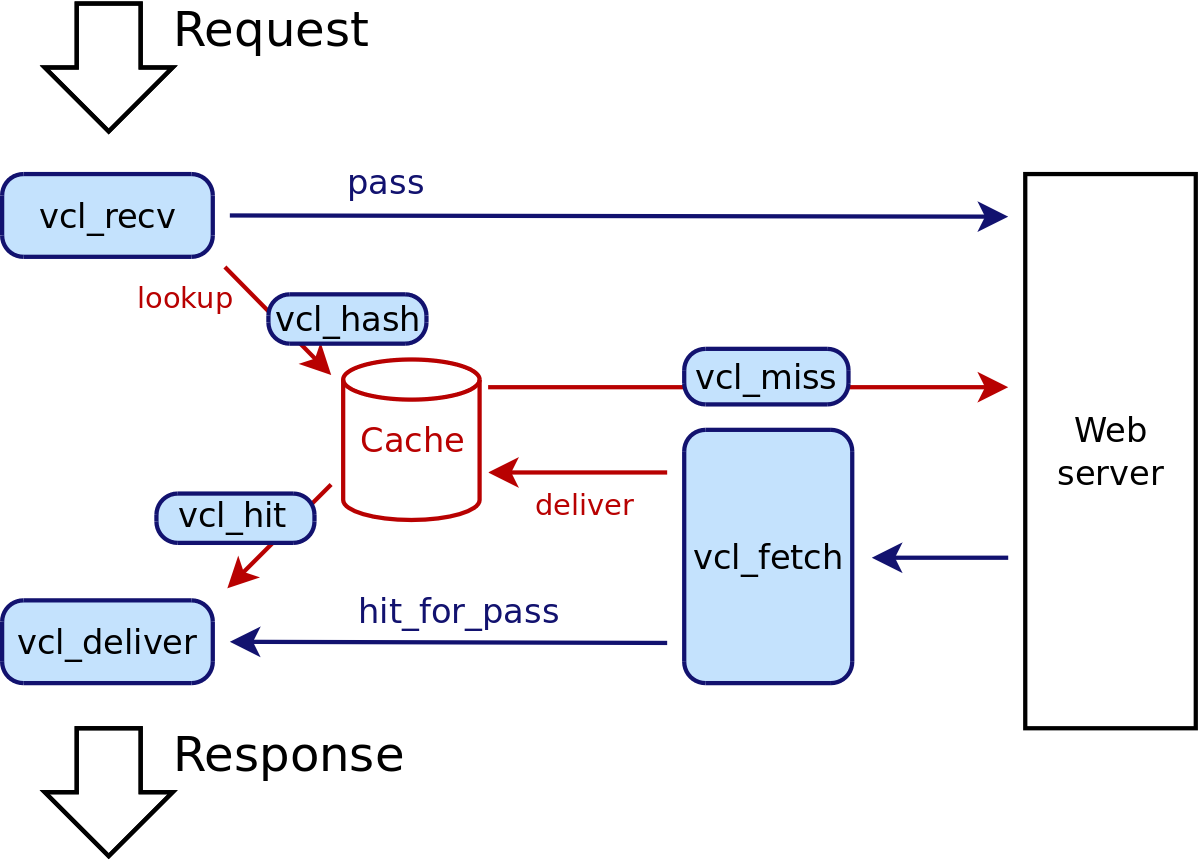 Request
pass
vcl_recv
lookup
vcl_hash
vcl_miss
Cache
Web
server
deliver
vcl_hit
vcl_fetch
hit_for_pass
vcl_deliver
Response